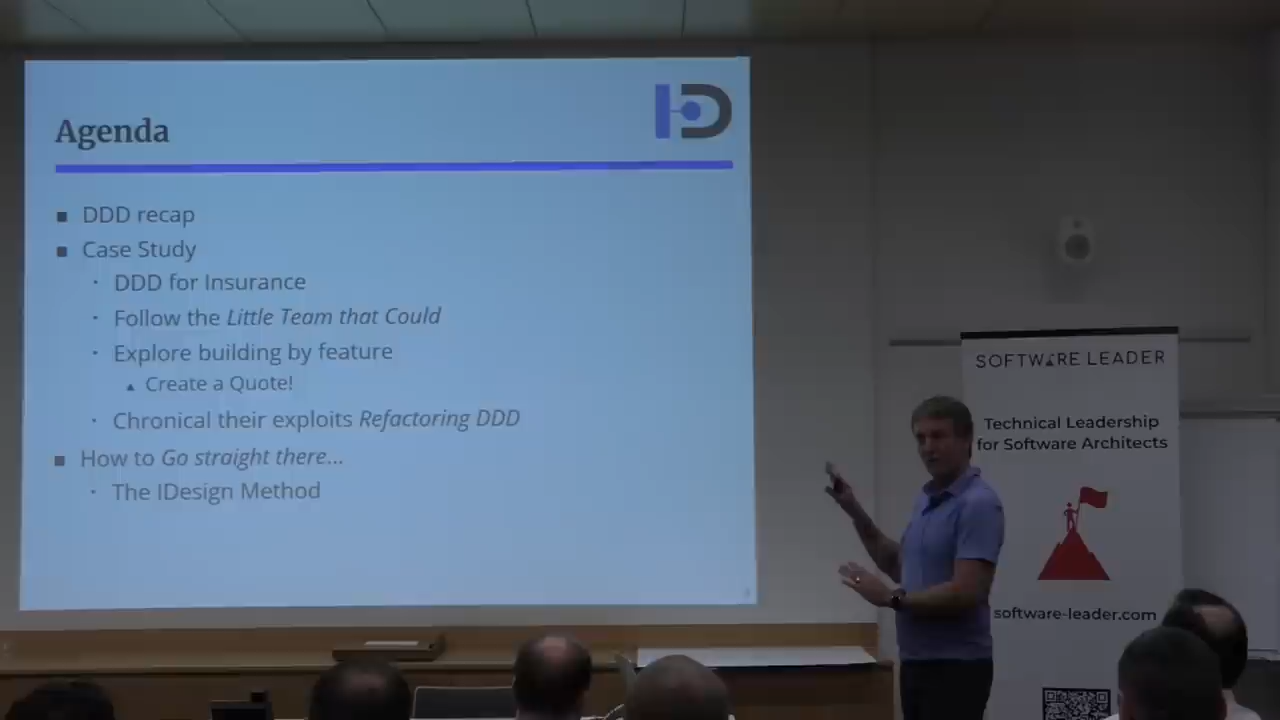 Agenda
DDD recap
Case Study
DDD for Insurance
Follow the Little Team that Could
Explore building by feature
Create a Quote!
Chronical their exploits Refactoring DDD
How to Go straight there...
The IDesign Method
SOFTWARE LEADER
Technical Leadership
for Software Architects
software-leader.com